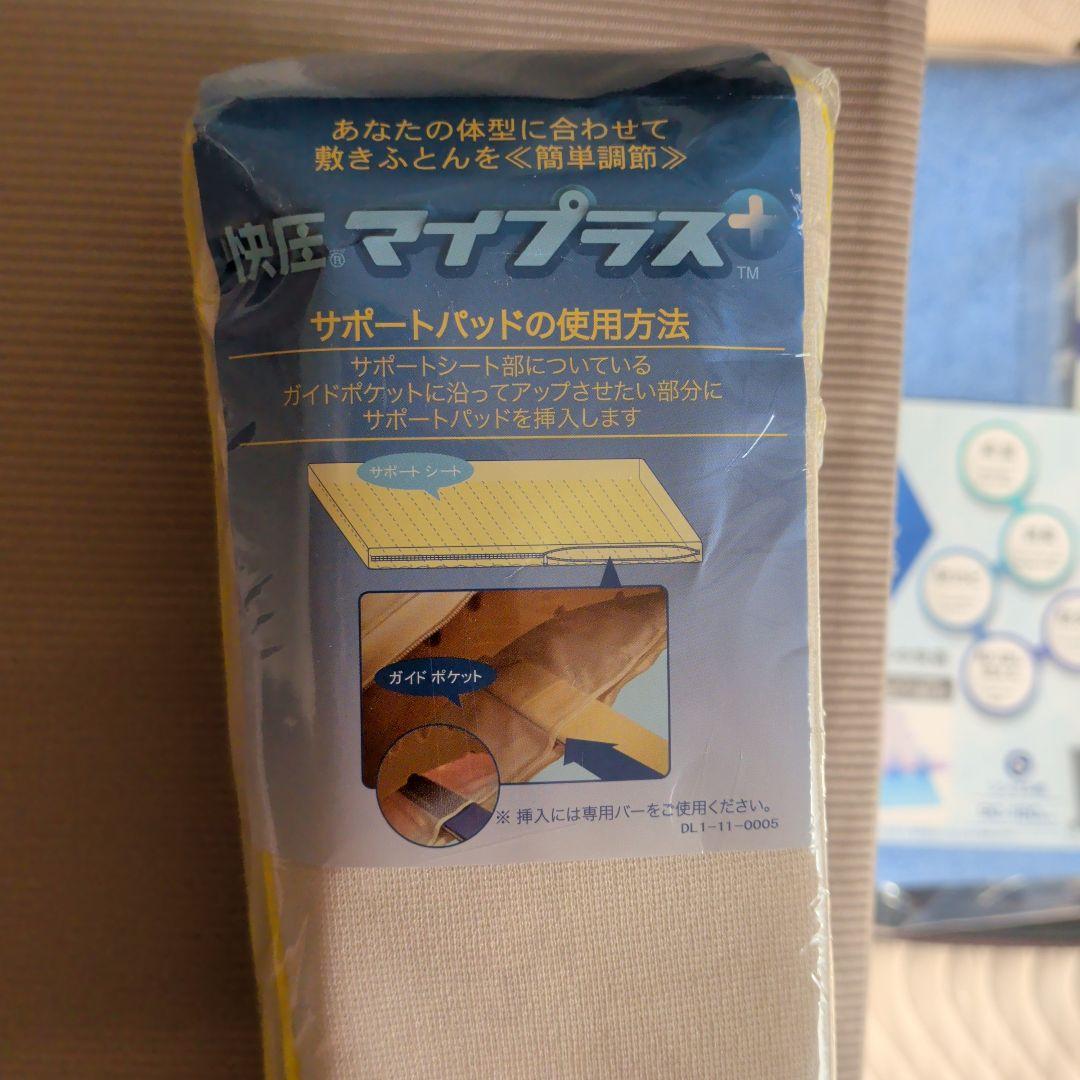 あなたの体型に合わせて
敷きふとんを≪簡単調節≫
快圧® マイプラス+ ™
サポートパッドの使用方法
サポートシート部についている
ガイドポケットに沿ってアップさせたい部分に
サポートパッドを挿入します
サポート シート
ガイド ポケット
※ 挿入には専用バーをご使用ください。
DL1-11-0005